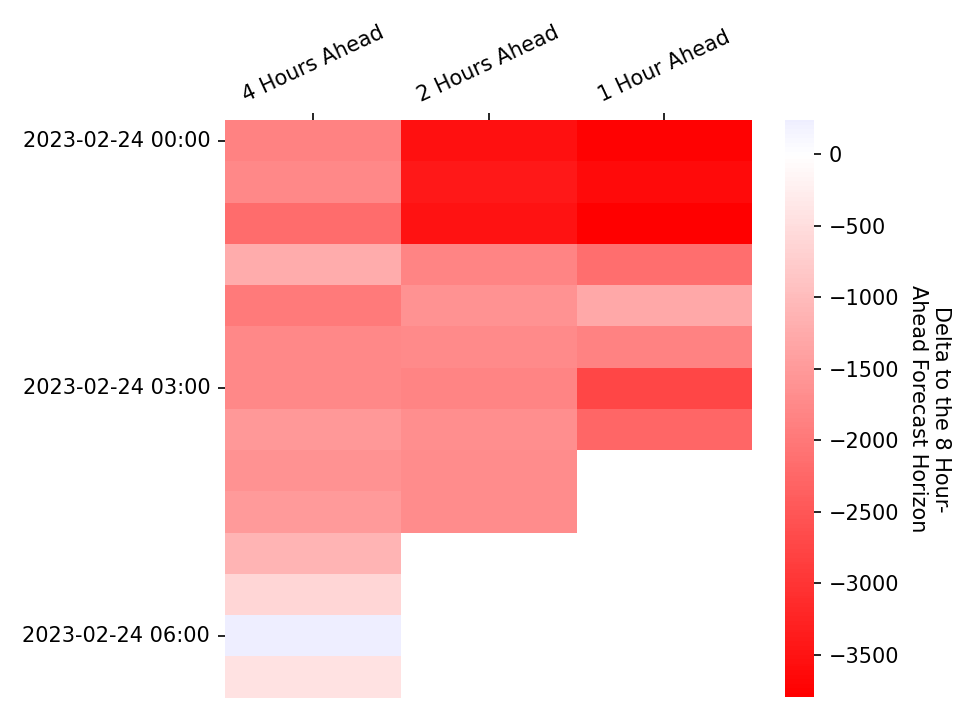 4 Hours Ahead
2 Hours Ahead
1 Hour Ahead
2023-02-24 00:00
2023-02-24 03:00
2023-02-24 06:00
0
−500
−1000
−1500
−2000
−2500
−3000
−3500
Delta to the 8 Hour-
Ahead Forecast Horizon